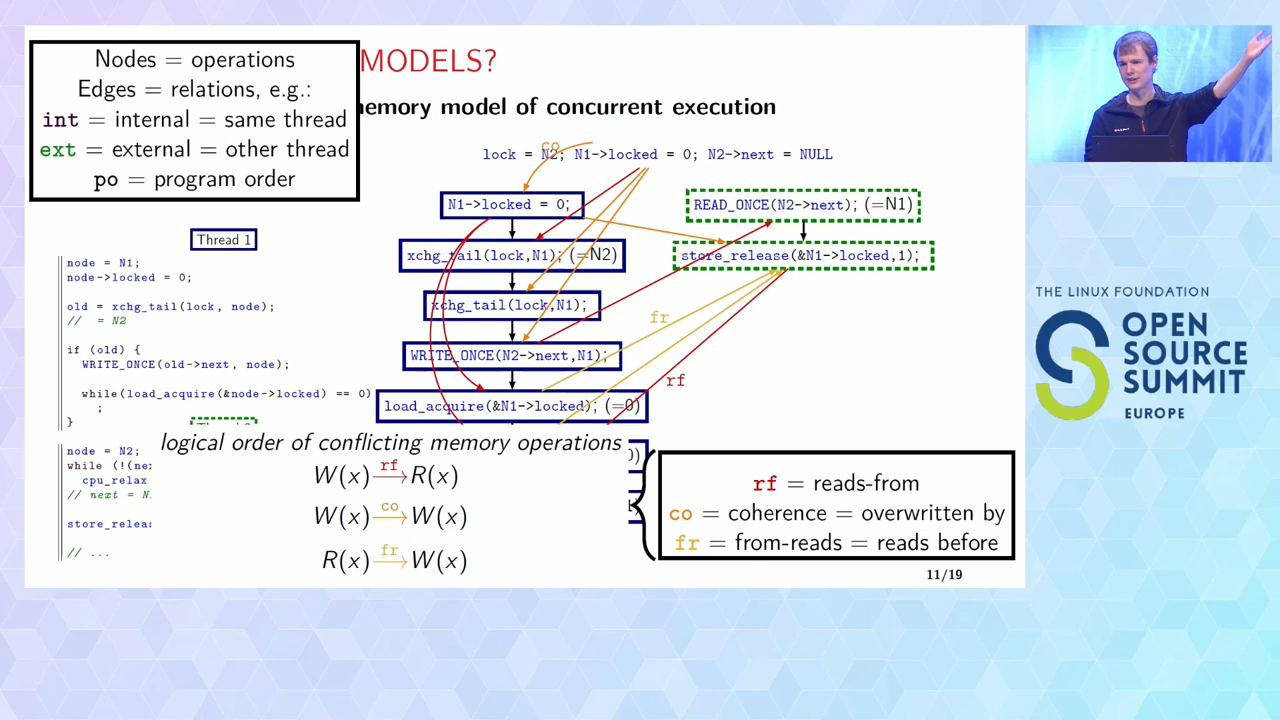 Nodes = operations
Edges = relations, e.g.:
int = internal = same thread
ext = external = other thread
po = program order
MODELS?
memory model of concurrent execution
co
lock = N2; N1->locked = 0; N2->next = NULL
N1->locked = 0;
READ_ONCE(N2->next); (=N1)
Thread 1
xchg_tail(lock,N1); (=N2)
store_release(&N1->locked,1);
node = N1;
node->locked = 0;
old = xchg_tail(lock, node);
// = N2
xchg_tail(lock,N1);
fr
if (old) {
WRITE_ONCE(old->next, node);
WRITE_ONCE(N2->next,N1);
rf
while(load_acquire(&node->locked) == 0)
;
}
load_acquire(&N1->locked); (=0)
logical order of conflicting memory operations
node = N2;
while (!(ne
cpu_relax
// next = N
store_relea
// ...
W(x) rf R(x)
W(x) co W(x)
R(x) fr W(x)
rf = reads-from
co = coherence = overwritten by
fr = from-reads = reads before
11/19
THE LINUX FOUNDATION
OPEN
SOURCE
SUMMIT
EUROPE